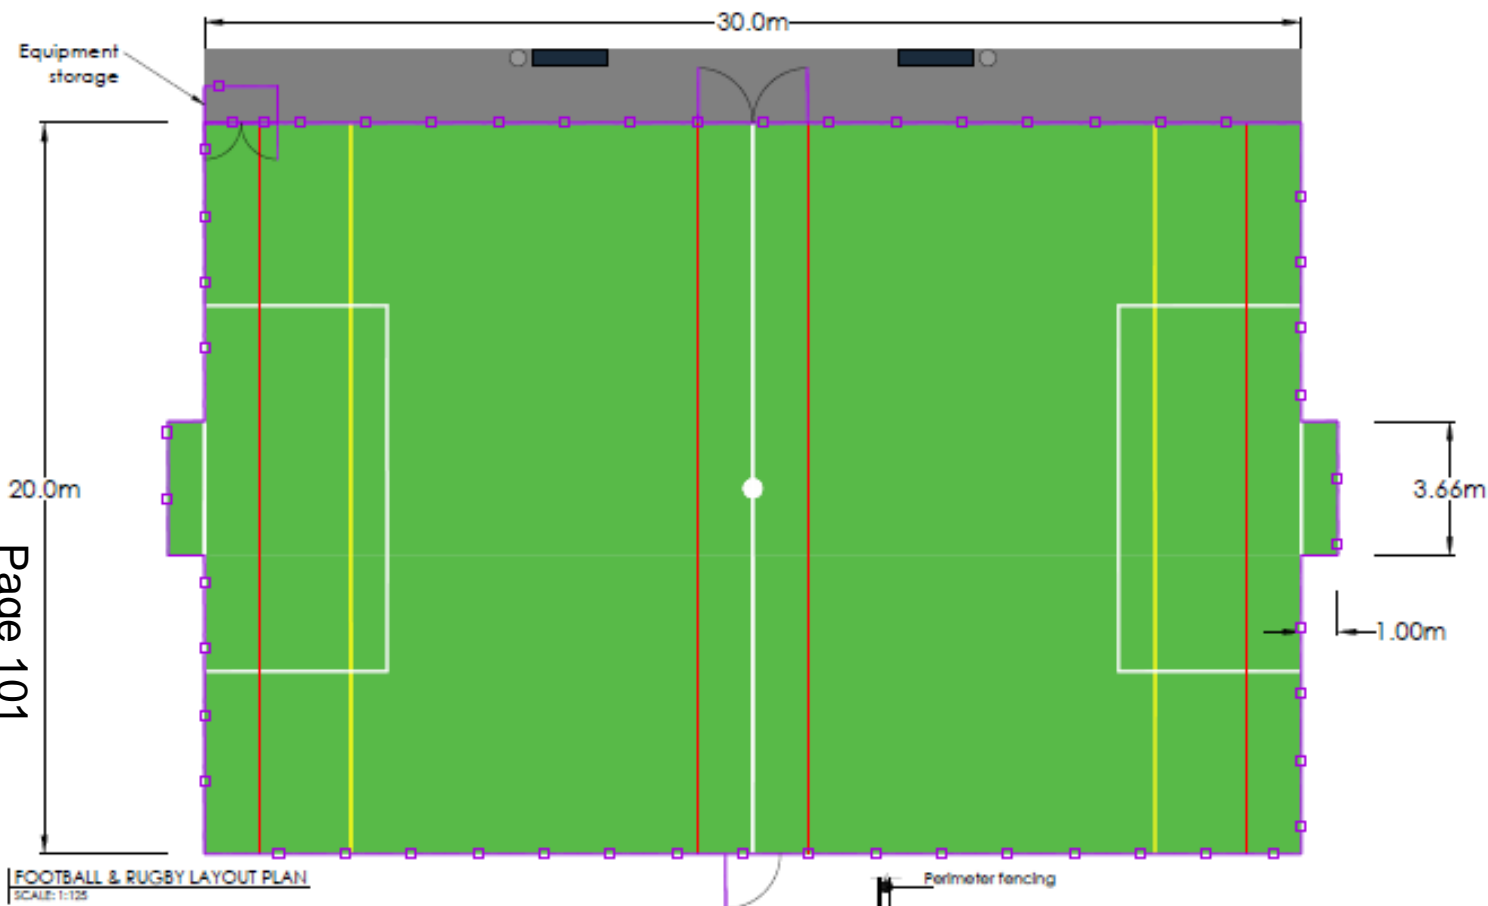 30.0m
Equipment
storage
20.0m
3.66m
Page 101
1.00m
FOOTBALL & RUGBY LAYOUT PLAN
SCALE: 1:125
Perimeter fencing